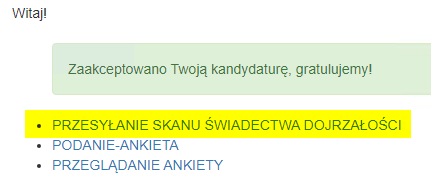 Witaj!
Zaakceptowano Twoją kandydaturę, gratulujemy!
• PRZESYŁANIE SKANU ŚWIADECTWA DOJRZAŁOŚCI
• PODANIE-ANKIETA
• PRZEGLĄDANIE ANKIETY